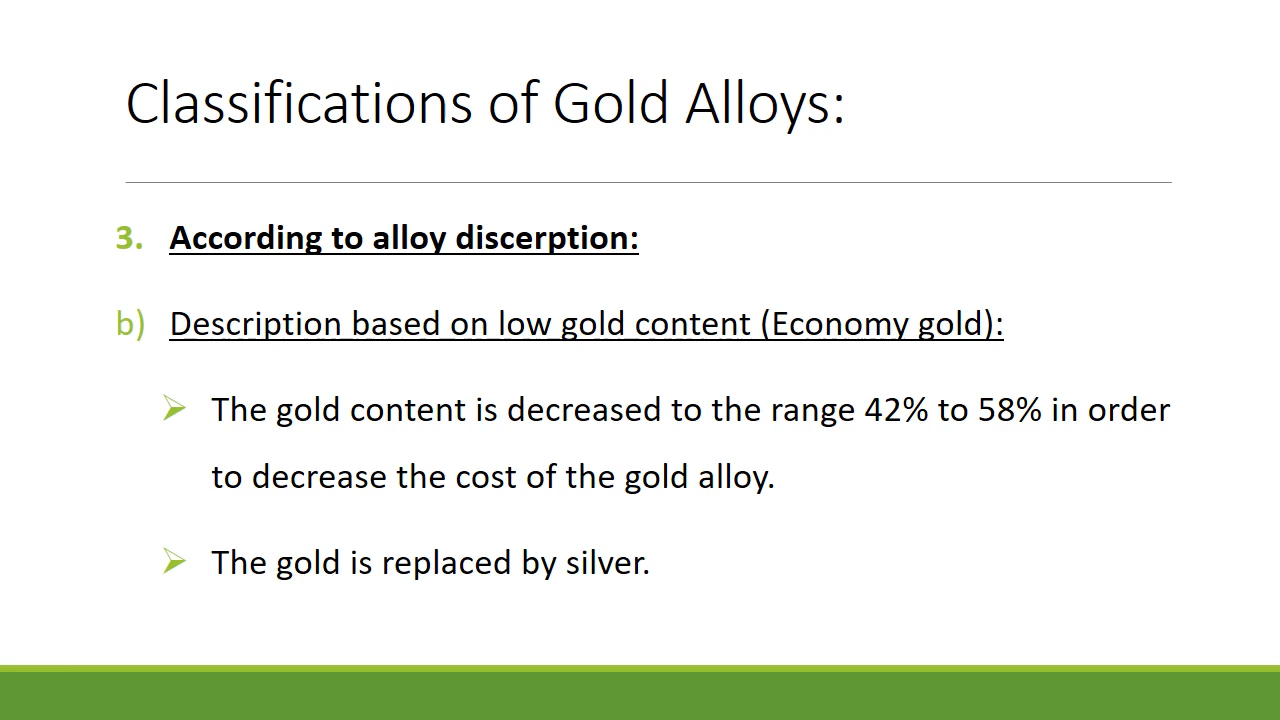 Classifications of Gold Alloys:
3. According to alloy discerption:
b) Description based on low gold content (Economy gold):
The gold content is decreased to the range 42% to 58% in order
to decrease the cost of the gold alloy.
The gold is replaced by silver.